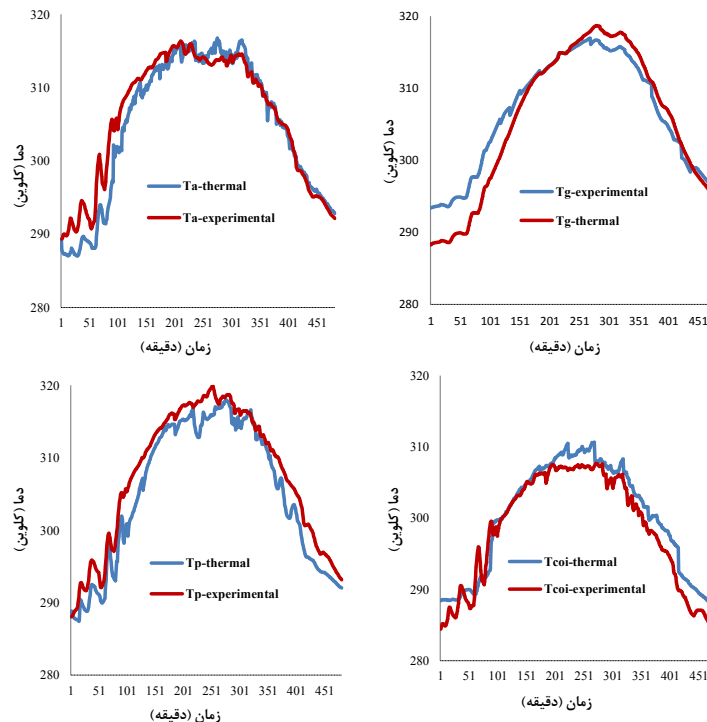 320
310
300
290
280
دما (کلوین)
Ta-thermal
Ta-experimental
1 51 101 151 201 251 301 351 401 451
زمان (دقیقه)
320
310
300
290
280
دما (کلوین)
Tg-experimental
Tg-thermal
1 51 101 151 201 251 301 351 401 451
زمان (دقیقه)
320
310
300
290
280
دما (کلوین)
Tp-thermal
Tp-experimental
1 51 101 151 201 251 301 351 401 451
زمان (دقیقه)
320
310
300
290
280
دما (کلوین)
Tcoi-thermal
Tcoi-experimental
1 51 101 151 201 251 301 351 401 451
زمان (دقیقه)